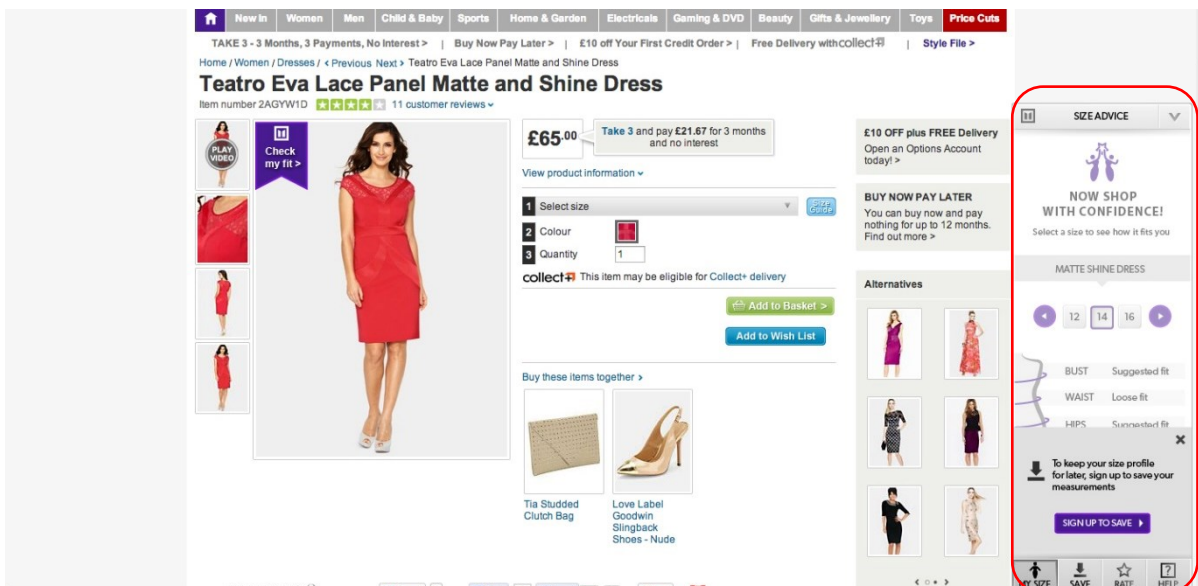 New In Women Men Child & Baby Sports Home & Garden Electricals Gaming & DVD Beauty Gifts & Jewellery Toys Price Cuts
TAKE 3 - 3 Months, 3 Payments, No Interest > | Buy Now Pay Later > | £10 off Your First Credit Order > | Free Delivery with collect+ | Style File >
Home / Women / Dresses / < Previous Next > Teatro Eva Lace Panel Matte and Shine Dress
Teatro Eva Lace Panel Matte and Shine Dress
Item number 2AGYW1D 11 customer reviews
PLAY
VIDEO
Check
my fit >
£65.00
Take 3 and pay £21.67 for 3 months
and no interest
View product information
1 Select size
Size
Guide
2 Colour
3 Quantity 1
collect+ This item may be eligible for Collect+ delivery
Add to Basket >
Add to Wish List
Buy these items together >
Tia Studded
Clutch Bag
Love Label
Goodwin
Slingback
Shoes - Nude
£10 OFF plus FREE Delivery
Open an Options Account
today! >
BUY NOW PAY LATER
You can buy now and pay
nothing for up to 12 months.
Find out more >
Alternatives
SIZE ADVICE
NOW SHOP
WITH CONFIDENCE!
Select a size to see how it fits you
MATTE SHINE DRESS
12 14 16
BUST Suggested fit
WAIST Loose fit
HIPS Suggested fit
To keep your size profile
for later, sign up to save your
measurements
SIGN UP TO SAVE
MY SIZE SAVE RATE HELP